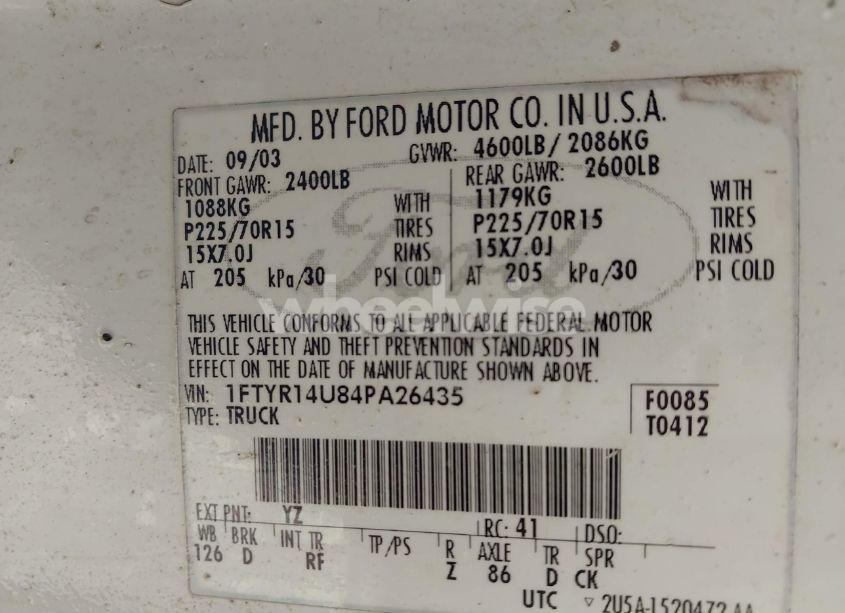 MFD. BY FORD MOTOR CO. IN U.S.A.
DATE: 09/03 GVWR: 4600LB/ 2086KG
FRONT GAWR: 2400LB REAR GAWR: 2600LB
1088KG WITH 1179KG WITH
P225/70R15 TIRES P225/70R15 TIRES
15X7.0J RIMS 15X7.0J RIMS
AT 205 kPa/30 PSI COLD AT 205 kPa/30 PSI COLD
Ford
wheelwise
THIS VEHICLE CONFORMS TO ALL APPLICABLE FEDERAL MOTOR
VEHICLE SAFETY AND THEFT PREVENTION STANDARDS IN
EFFECT ON THE DATE OF MANUFACTURE SHOWN ABOVE.
VIN: 1FTYR14U84PA26435 F0085
TYPE: TRUCK T0412
EXT PNT: YZ RC: 41 DSO:
WB BRK INT TR TP/PS R AXLE TR SPR
126 D RF Z 86 D CK
UTC ▽ 2U5A-1520472 AA